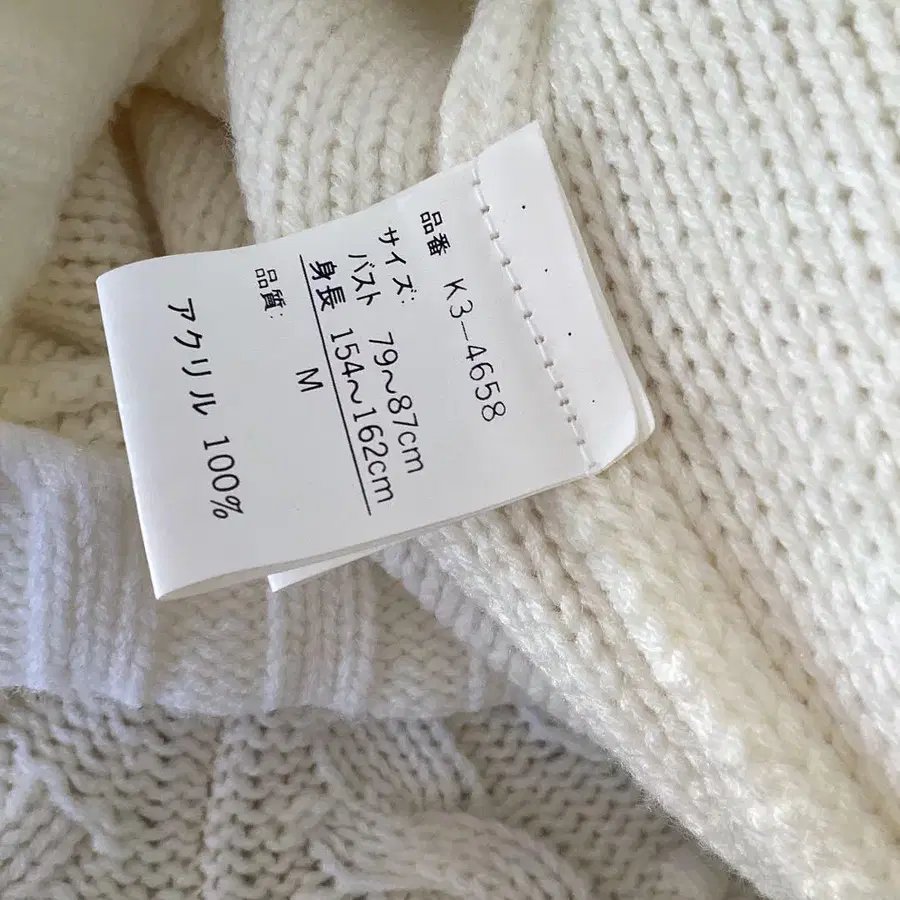 品番 K3-4658
サイズ:
バスト 79～87cm
身長 154～162cm
M
品質:
アクリル 100%